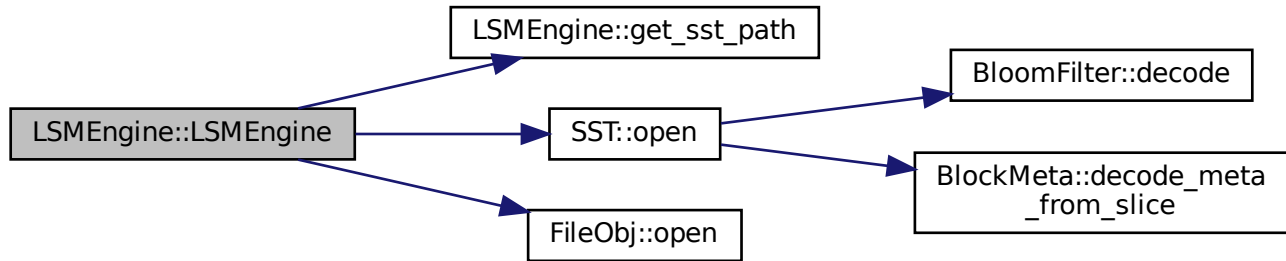 LSMEngine::LSMEngine
LSMEngine::get_sst_path
SST::open
FileObj::open
BloomFilter::decode
BlockMeta::decode_meta
_from_slice